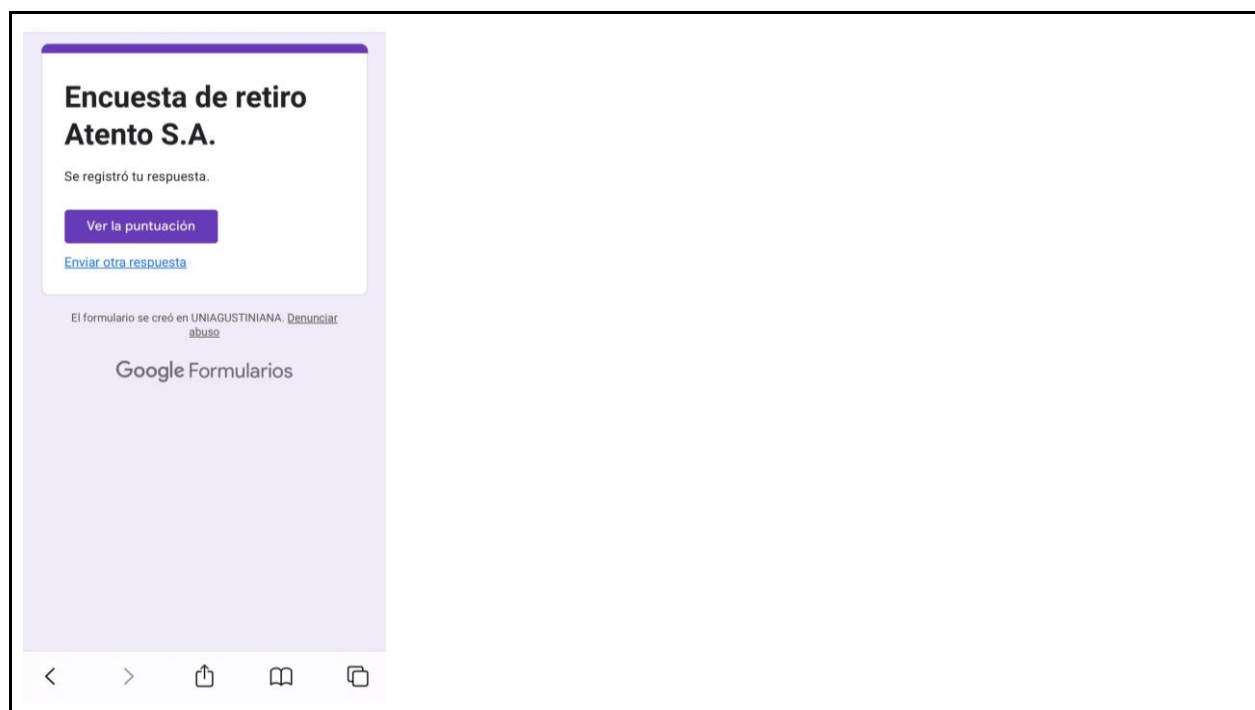 Encuesta de retiro
Atento S.A.
Se registró tu respuesta.
Ver la puntuación
Enviar otra respuesta
El formulario se creó en UNIAGUSTINIANA. Denunciar
abuso
Google Formularios